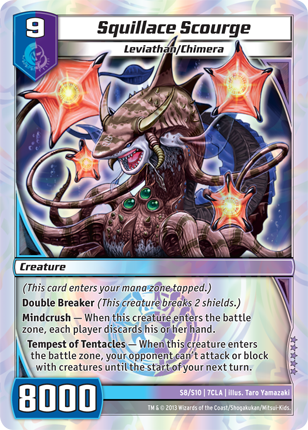 9
Squillace Scourge
Leviathan/Chimera
Creature
(This card enters your mana zone tapped.)
Double Breaker (This creature breaks 2 shields.)
Mindcrush — When this creature enters the battle
zone, each player discards his or her hand.
Tempest of Tentacles — When this creature
enters the battle zone, your opponent can't attack or block
with creatures until the start of your next turn.
8000
S8/S10 | 7CLA | illus. Taro Yamazaki
TM & © 2013 Wizards of the Coast/Shogakukan/Mitsui-Kids.